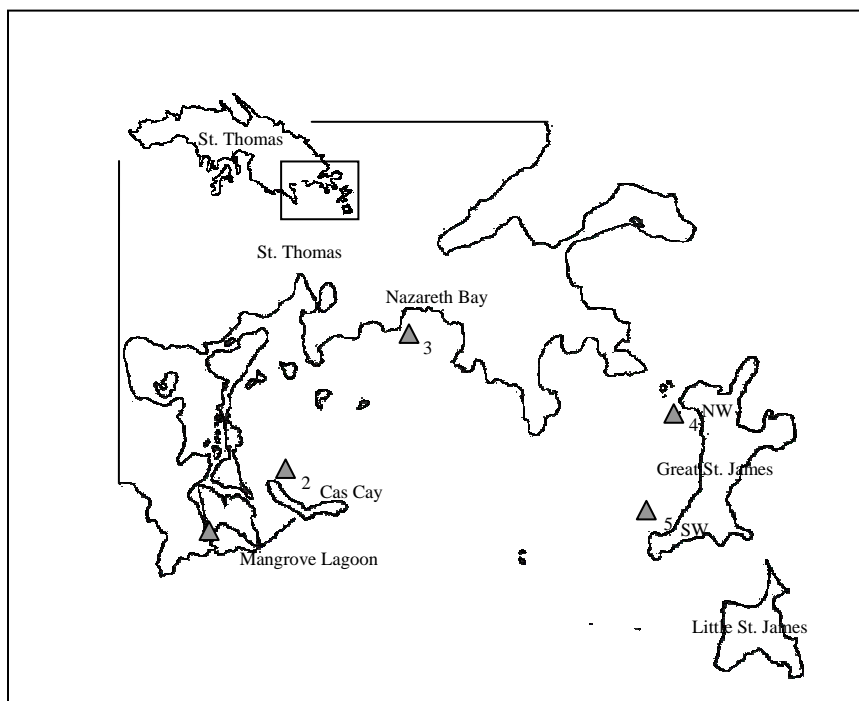 St. Thomas
St. Thomas
Nazareth Bay
3
NW
4
Great St. James
2
Cas Cay
5
SW
Mangrove Lagoon
Little St. James